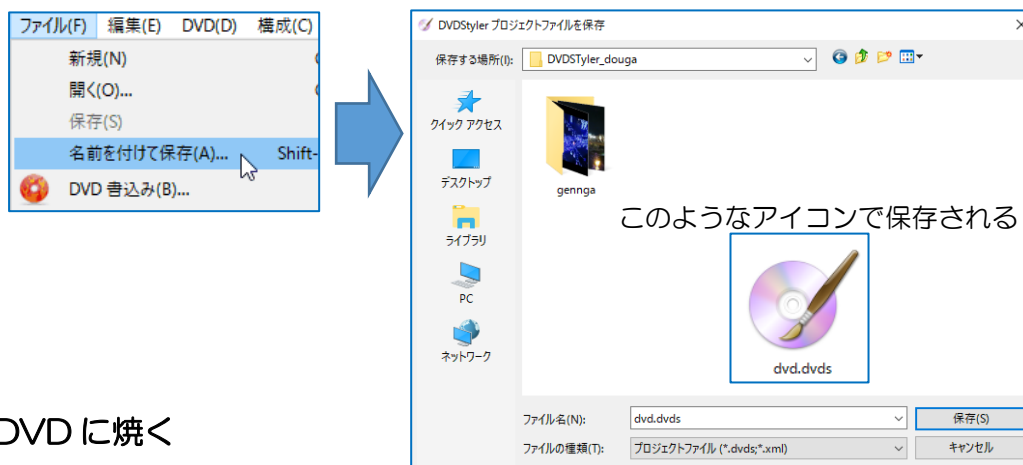 ファイル(F) 編集(E) DVD(D) 構成(C)
新規(N)
開く(O)...
保存(S)
名前を付けて保存(A)... Shift-
DVD 書込み(B)...
DVDStyler プロジェクトファイルを保存
保存する場所(I): DVDSTyler_douga
クイック アクセス
デスクトップ
ライブラリ
PC
ネットワーク
gennga
このようなアイコンで保存される
dvd.dvds
ファイル名(N): dvd.dvds 保存(S)
ファイルの種類(T): プロジェクトファイル (*.dvds;*.xml) キャンセル
DVD に焼く